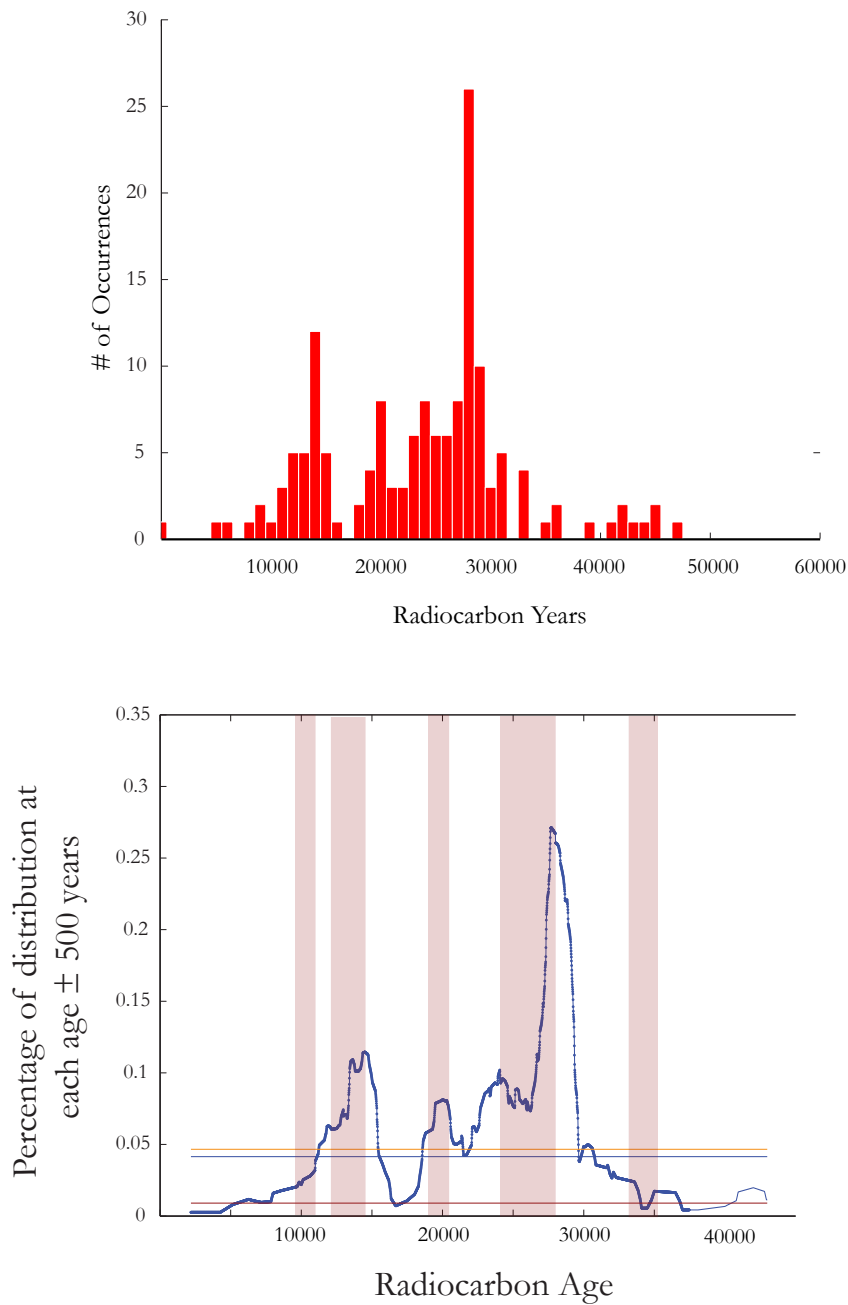 30
25
20
15
10
5
0
# of Occurrences
10000 20000 30000 40000 50000 60000
Radiocarbon Years
0.35
0.3
0.25
0.2
0.15
0.1
0.05
0
Percentage of distribution at
each age ± 500 years
10000 20000 30000 40000
Radiocarbon Age